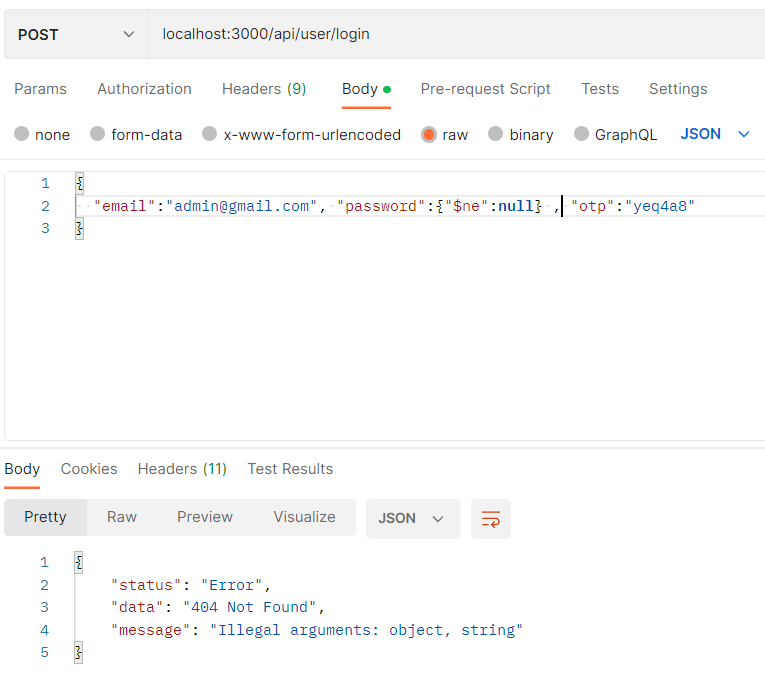 POST localhost:3000/api/user/login
Params Authorization Headers (9) Body Pre-request Script Tests Settings
none form-data x-www-form-urlencoded raw binary GraphQL JSON
1 {
2 "email":"admin@gmail.com", "password":{"$ne":null} , "otp":"yeq4a8"
3 }
Body Cookies Headers (11) Test Results
Pretty Raw Preview Visualize JSON
1 {
2 "status": "Error",
3 "data": "404 Not Found",
4 "message": "Illegal arguments: object, string"
5 }